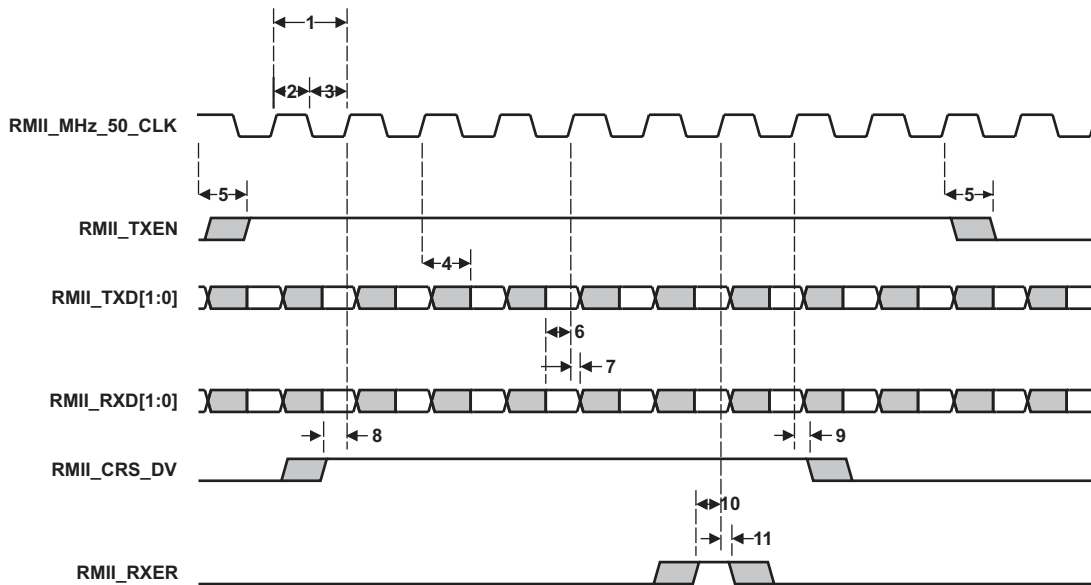 1
2 3
RMII_MHz_50_CLK
5 5
RMII_TXEN
4
RMII_TXD[1:0]
6
7
RMII_RXD[1:0]
8 9
RMII_CRS_DV
10
11
RMII_RXER